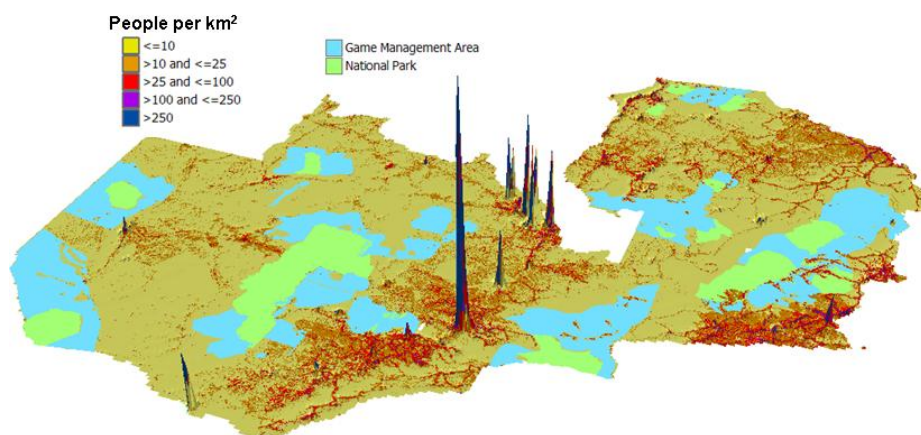 People per km²
<=10
>10 and <=25
>25 and <=100
>100 and <=250
>250
Game Management Area
National Park